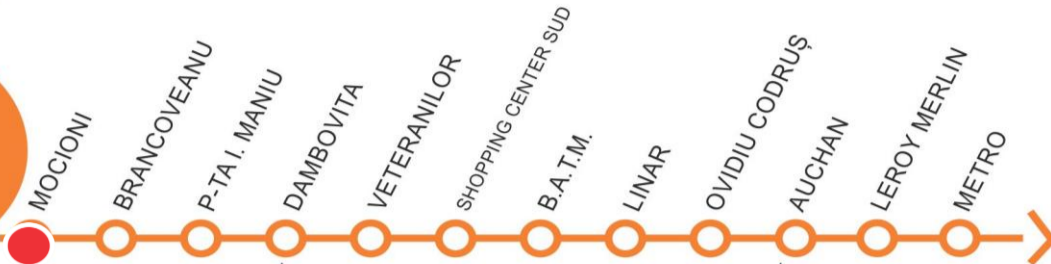 MOCIONI
BRANCOVEANU
P-TA I. MANIU
DAMBOVITA
VETERANILOR
SHOPPING CENTER SUD
B.A.T.M.
LINAR
OVIDIU CODRUȘ
AUCHAN
LEROY MERLIN
METRO